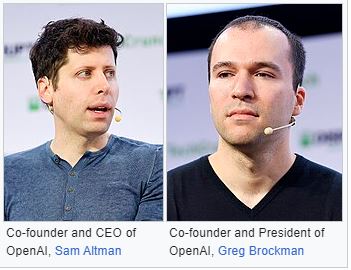 Co-founder and CEO of
OpenAI, Sam Altman
Co-founder and President of
OpenAI, Greg Brockman